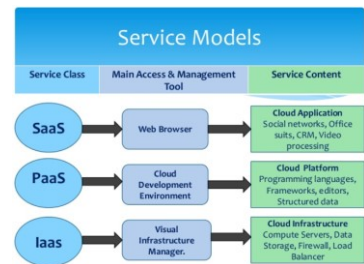 Service Models
Service Class
Main Access & Management
Tool
Service Content
SaaS
Web Browser
Cloud Application
Social networks, Office
suits, CRM, Video
processing
PaaS
Cloud
Development
Environment
Cloud Platform
Programming languages,
Frameworks, editors,
Structured data
Iaas
Visual
Infrastructure
Manager.
Cloud Infrastructure
Compute Servers, Data
Storage, Firewall, Load
Balancer